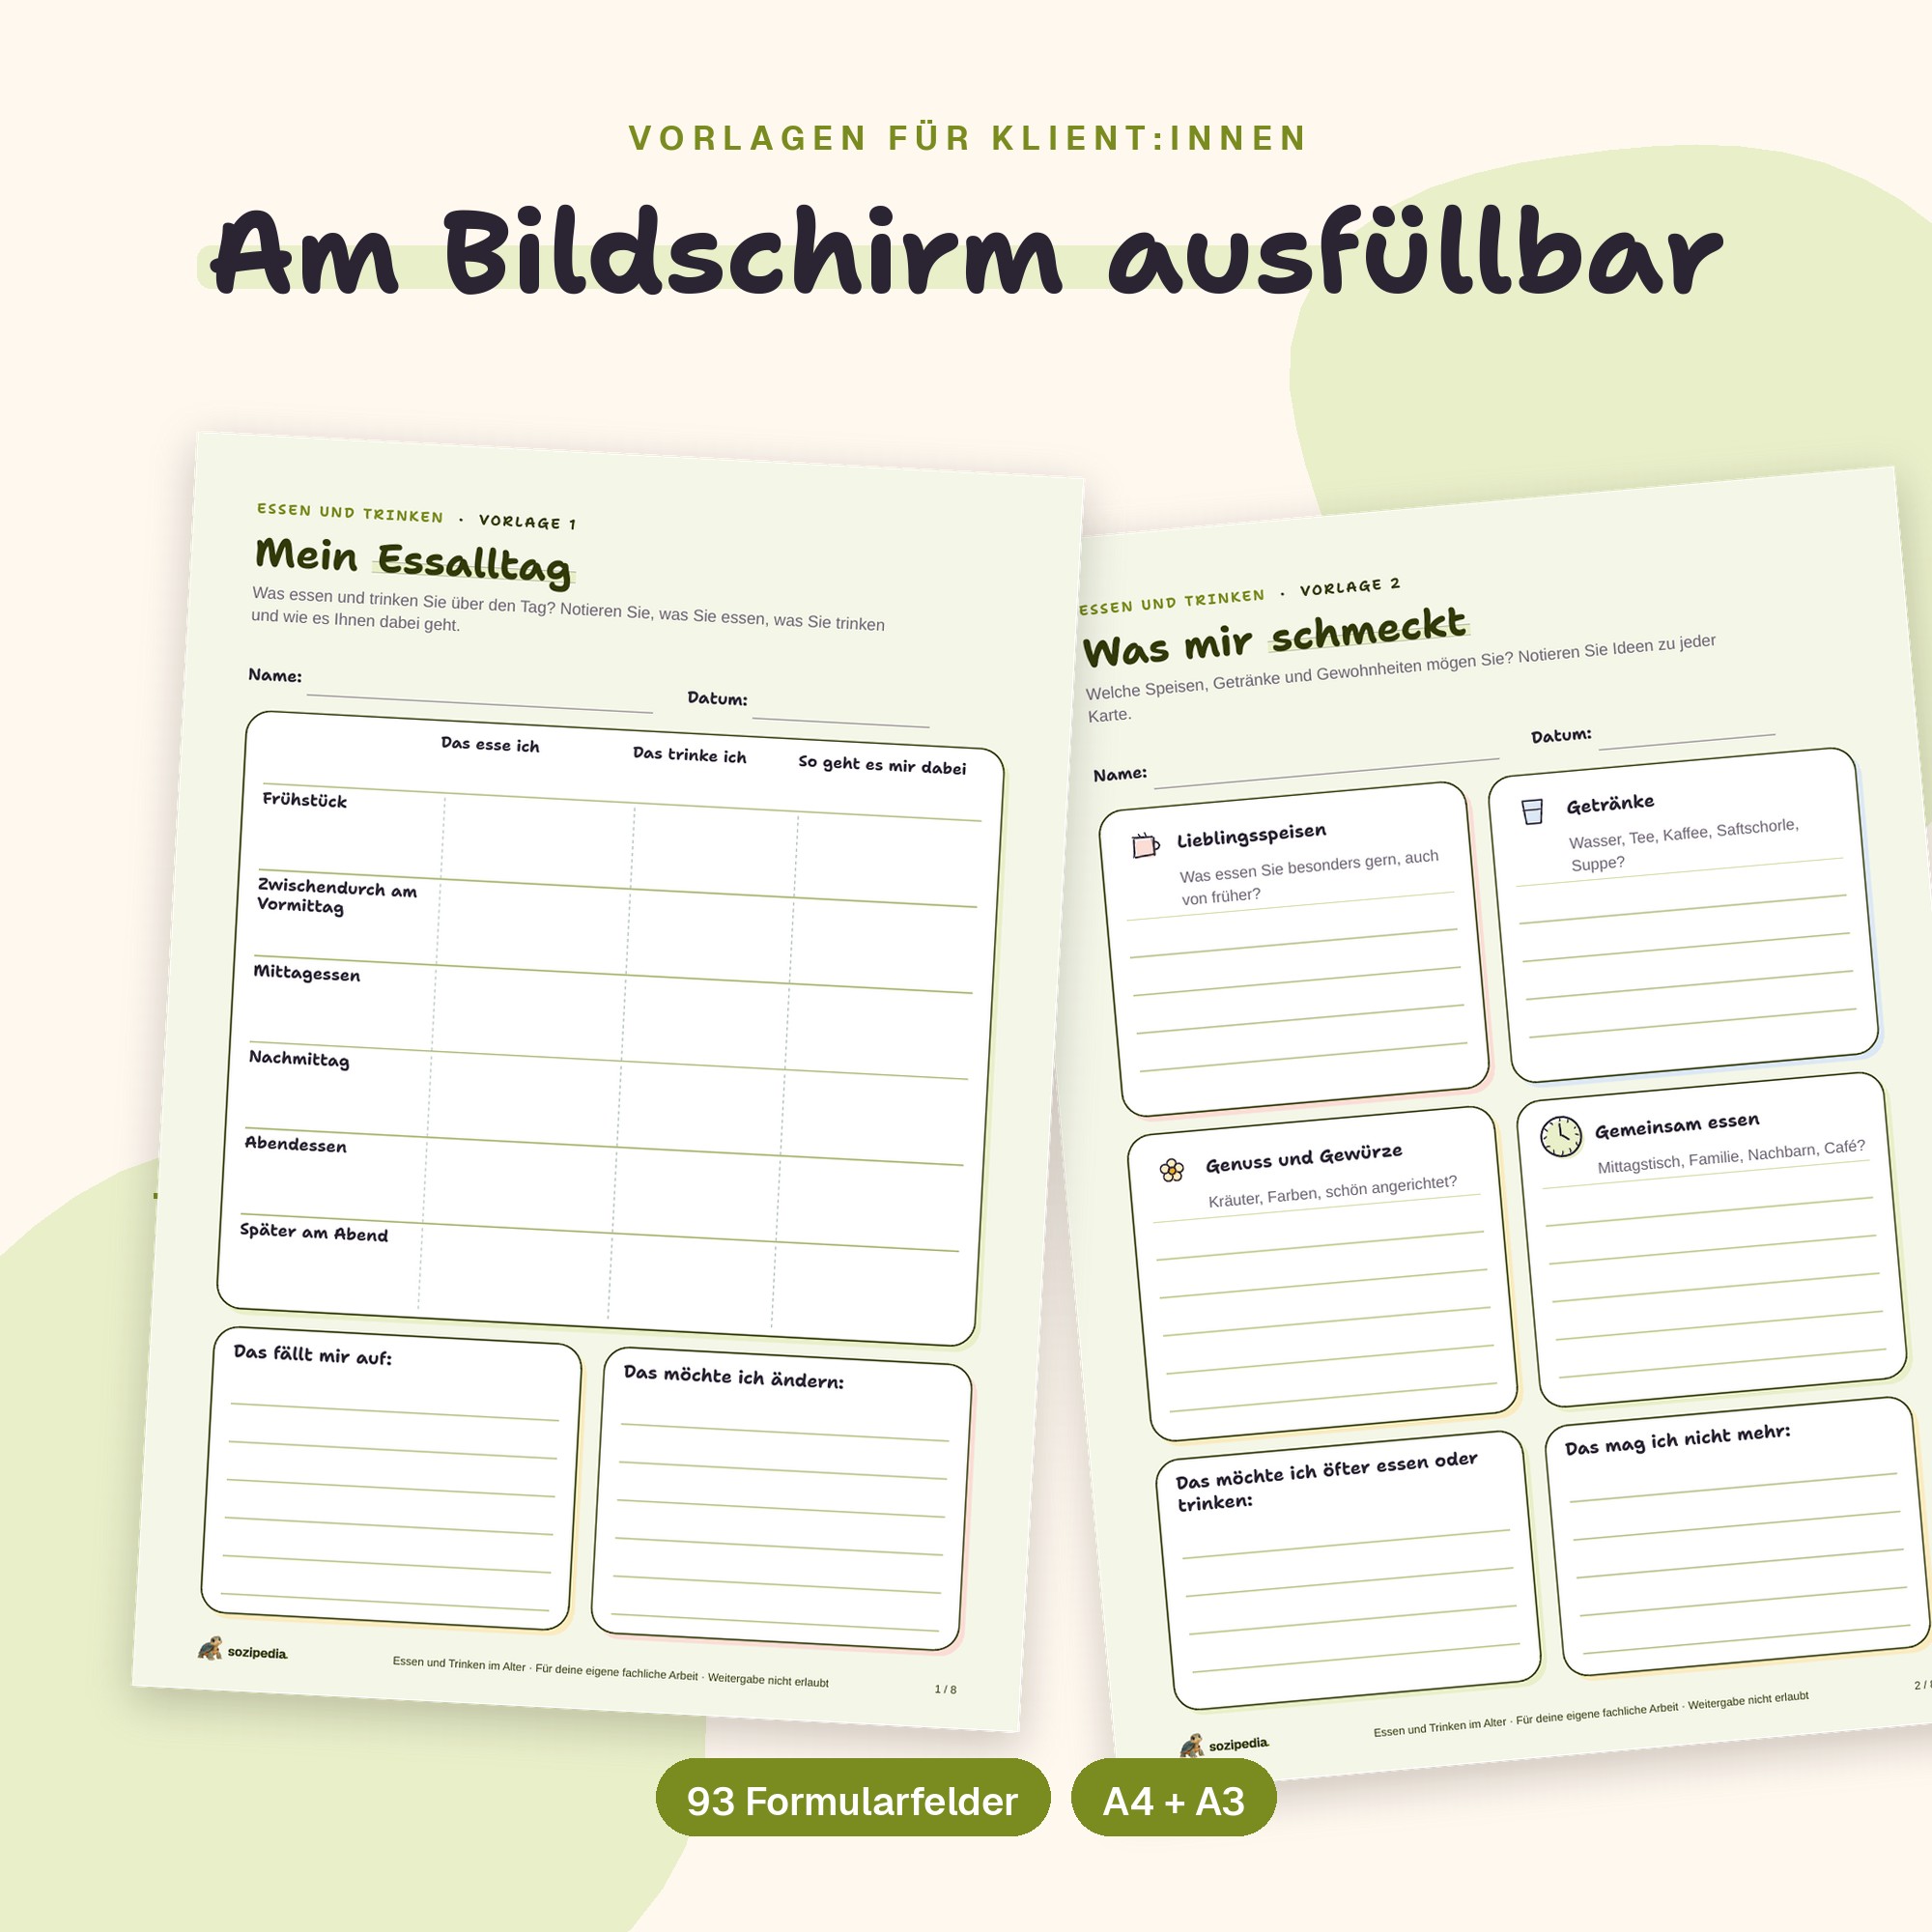 VORLAGEN FÜR KLIENT:INNEN
Am Bildschirm ausfüllbar
ESSEN UND TRINKEN · VORLAGE 1
Mein Essalltag
Was essen und trinken Sie über den Tag? Notieren Sie, was Sie essen, was Sie trinken
und wie es Ihnen dabei geht.
Name:
Datum:
Das esse ich
Das trinke ich
So geht es mir dabei
Frühstück
Zwischendurch am
Vormittag
Mittagessen
Nachmittag
Abendessen
Später am Abend
Das fällt mir auf:
Das möchte ich ändern:
sozipedia.
Essen und Trinken im Alter · Für deine eigene fachliche Arbeit · Weitergabe nicht erlaubt
1 / 8
ESSEN UND TRINKEN · VORLAGE 2
Was mir schmeckt
Welche Speisen, Getränke und Gewohnheiten mögen Sie? Notieren Sie Ideen zu jeder
Karte.
Name:
Datum:
Lieblingsspeisen
Was essen Sie besonders gern, auch
von früher?
Getränke
Wasser, Tee, Kaffee, Saftschorle,
Suppe?
Genuss und Gewürze
Kräuter, Farben, schön angerichtet?
Gemeinsam essen
Mittagstisch, Familie, Nachbarn, Café?
Das möchte ich öfter essen oder
trinken:
Das mag ich nicht mehr:
sozipedia.
Essen und Trinken im Alter · Für deine eigene fachliche Arbeit · Weitergabe nicht erlaubt
2 / 8
93 Formularfelder
A4 + A3